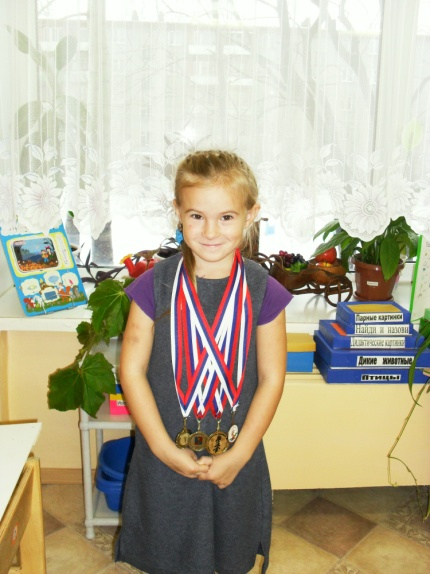 Парные картинки
Найди и назови
Дидактические картинки
Дикие животные
Птицы